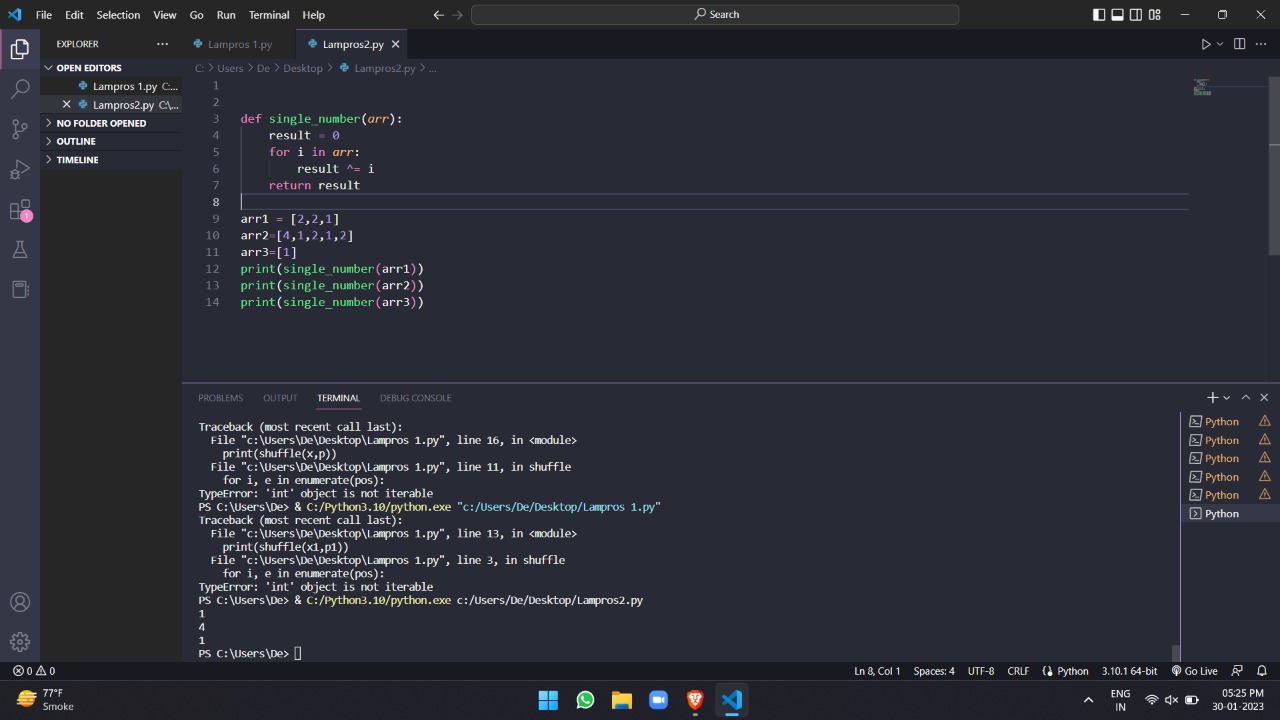 File Edit Selection View Go Run Terminal Help
Search
EXPLORER
Lampros 1.py
Lampros2.py
OPEN EDITORS
Lampros 1.py C:...
Lampros2.py C:\...
NO FOLDER OPENED
OUTLINE
TIMELINE
1
C: > Users > De > Desktop > Lampros2.py > ...
1
2
3 def single_number(arr):
4 result = 0
5 for i in arr:
6 result ^= i
7 return result
8
9 arr1 = [2,2,1]
10 arr2=[4,1,2,1,2]
11 arr3=[1]
12 print(single_number(arr1))
13 print(single_number(arr2))
14 print(single_number(arr3))
PROBLEMS OUTPUT TERMINAL DEBUG CONSOLE
Traceback (most recent call last):
File "c:\Users\De\Desktop\Lampros 1.py", line 16, in <module>
print(shuffle(x,p))
File "c:\Users\De\Desktop\Lampros 1.py", line 11, in shuffle
for i, e in enumerate(pos):
TypeError: 'int' object is not iterable
PS C:\Users\De> & C:/Python3.10/python.exe "c:/Users/De/Desktop/Lampros 1.py"
Traceback (most recent call last):
File "c:\Users\De\Desktop\Lampros 1.py", line 13, in <module>
print(shuffle(x1,p1))
File "c:\Users\De\Desktop\Lampros 1.py", line 3, in shuffle
for i, e in enumerate(pos):
TypeError: 'int' object is not iterable
PS C:\Users\De> & C:/Python3.10/python.exe c:/Users/De/Desktop/Lampros2.py
1
4
1
PS C:\Users\De>
Python
Python
Python
Python
Python
Python
0 0
Ln 8, Col 1 Spaces: 4 UTF-8 CRLF Python 3.10.1 64-bit Go Live
77°F
Smoke
ENG
IN
05:25 PM
30-01-2023